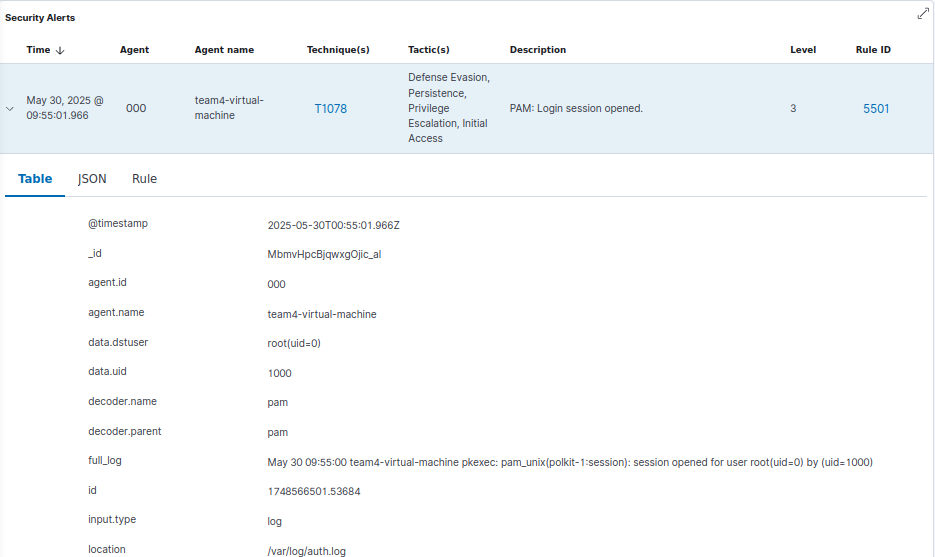 Security Alerts
Time Agent Agent name Technique(s) Tactic(s) Description Level Rule ID
May 30, 2025 @ 09:55:01.966 000 team4-virtual-machine T1078 Defense Evasion, Persistence, Privilege Escalation, Initial Access PAM: Login session opened. 3 5501
Table JSON Rule
@timestamp 2025-05-30T00:55:01.966Z
_id MbmvHpcBjqwxgOjic_al
agent.id 000
agent.name team4-virtual-machine
data.dstuser root(uid=0)
data.uid 1000
decoder.name pam
decoder.parent pam
full_log May 30 09:55:00 team4-virtual-machine pkexec: pam_unix(polkit-1:session): session opened for user root(uid=0) by (uid=1000)
id 1748566501.53684
input.type log
location /var/log/auth.log